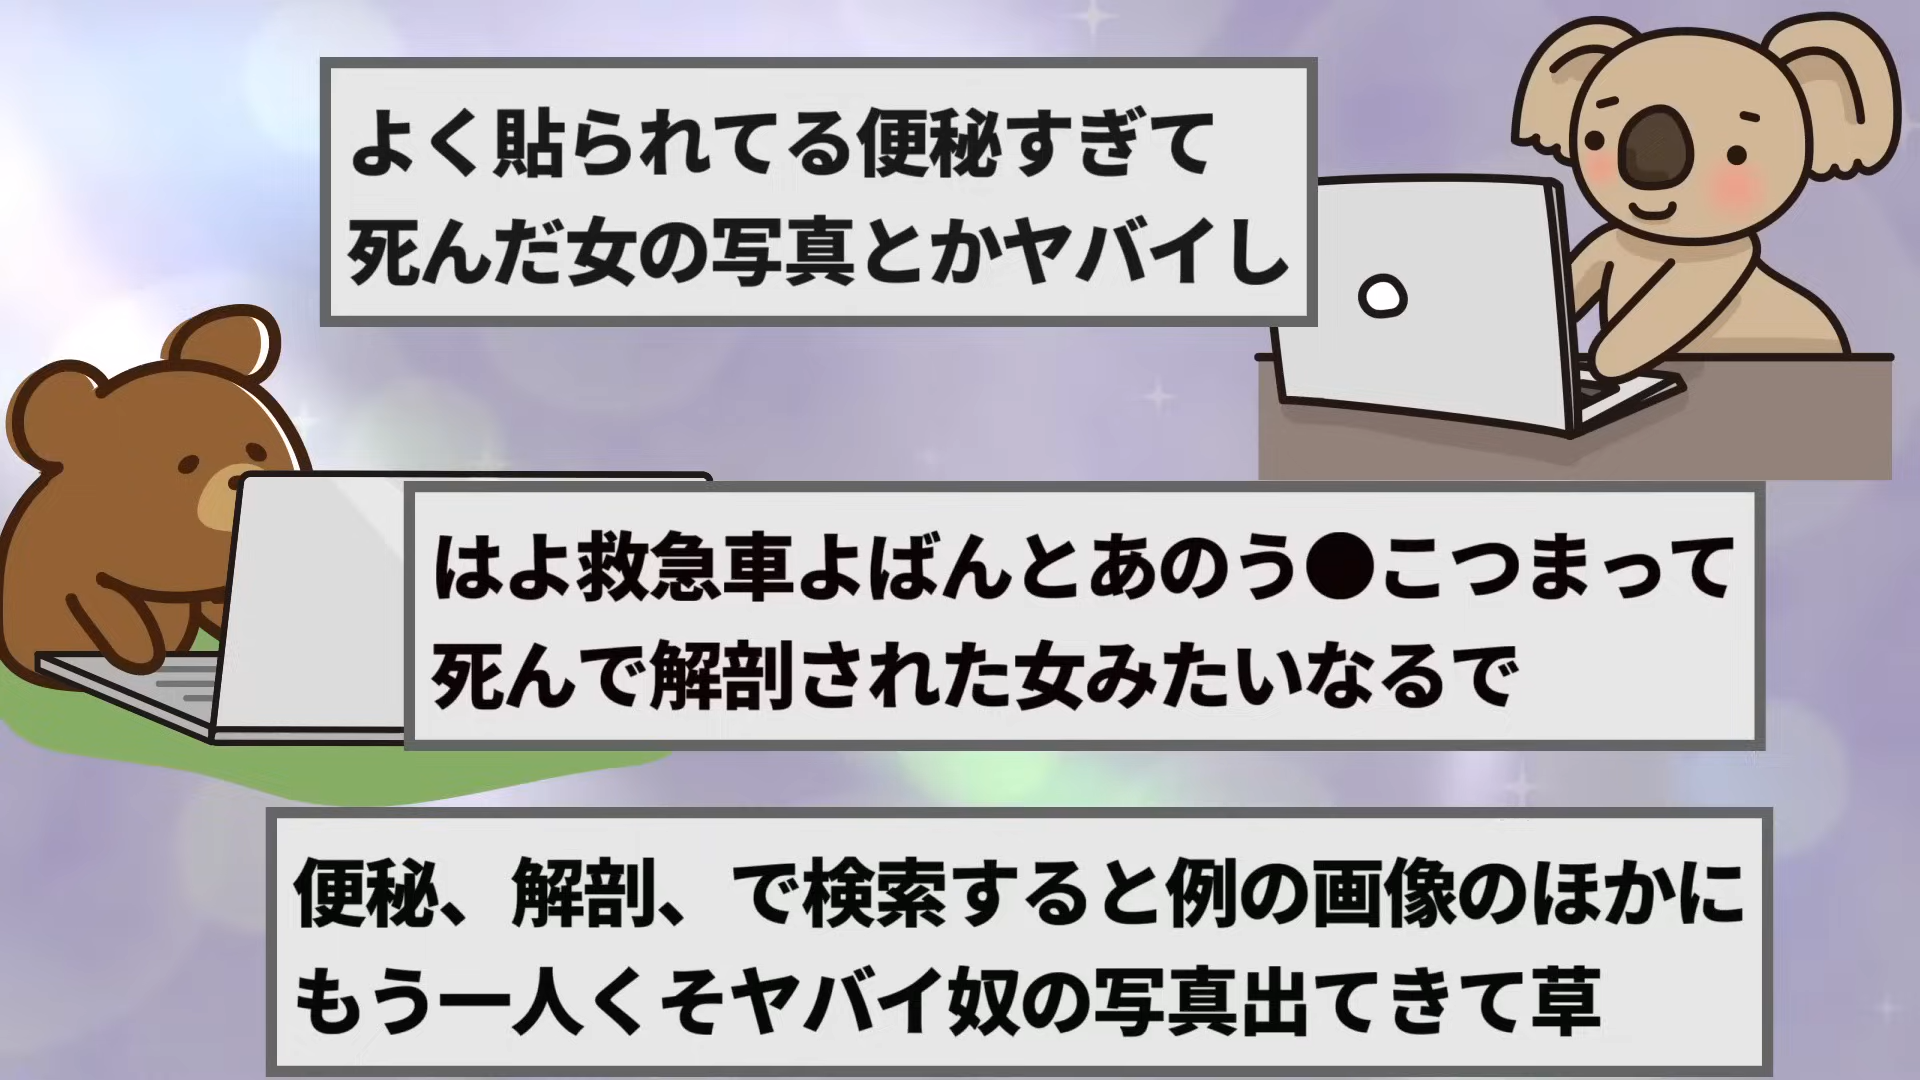 よく貼られてる便秘すぎて
死んだ女の写真とかヤバイし
はよ救急車よばんとあのう●こつまって
死んで解剖された女みたいなるで
便秘、解剖、で検索すると例の画像のほかに
もう一人くそヤバイ奴の写真出てきて草